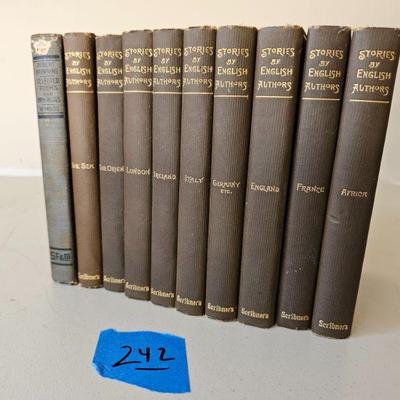 SELECTED
POEMS
S.F.&Co.
STORIES
BY
ENGLISH
AUTHORS
THE SEA
Scribner's
STORIES
BY
ENGLISH
AUTHORS
THE ORIENT
Scribner's
STORIES
BY
ENGLISH
AUTHORS
LONDON
Scribner's
STORIES
BY
ENGLISH
AUTHORS
IRELAND
Scribner's
STORIES
BY
ENGLISH
AUTHORS
ITALY
Scribner's
STORIES
BY
ENGLISH
AUTHORS
GERMANY
ETC.
Scribner's
STORIES
BY
ENGLISH
AUTHORS
ENGLAND
Scribner's
STORIES
BY
ENGLISH
AUTHORS
FRANCE
Scribner's
STORIES
BY
ENGLISH
AUTHORS
AFRICA
Scribner's
242